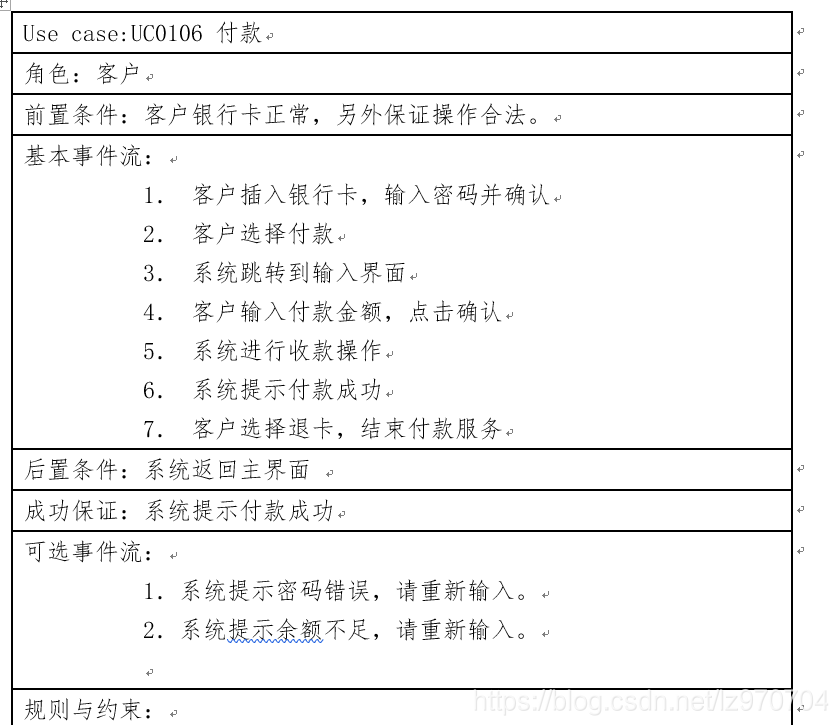 Use case:UC0106 付款
角色：客户
前置条件：客户银行卡正常，另外保证操作合法。
基本事件流：
1. 客户插入银行卡，输入密码并确认
2. 客户选择付款
3. 系统跳转到输入界面
4. 客户输入付款金额，点击确认
5. 系统进行收款操作
6. 系统提示付款成功
7. 客户选择退卡，结束付款服务
后置条件：系统返回主界面
成功保证：系统提示付款成功
可选事件流：
1.系统提示密码错误，请重新输入。
2.系统提示余额不足，请重新输入。
规则与约束：
https://blog.csdn.net/lz970704